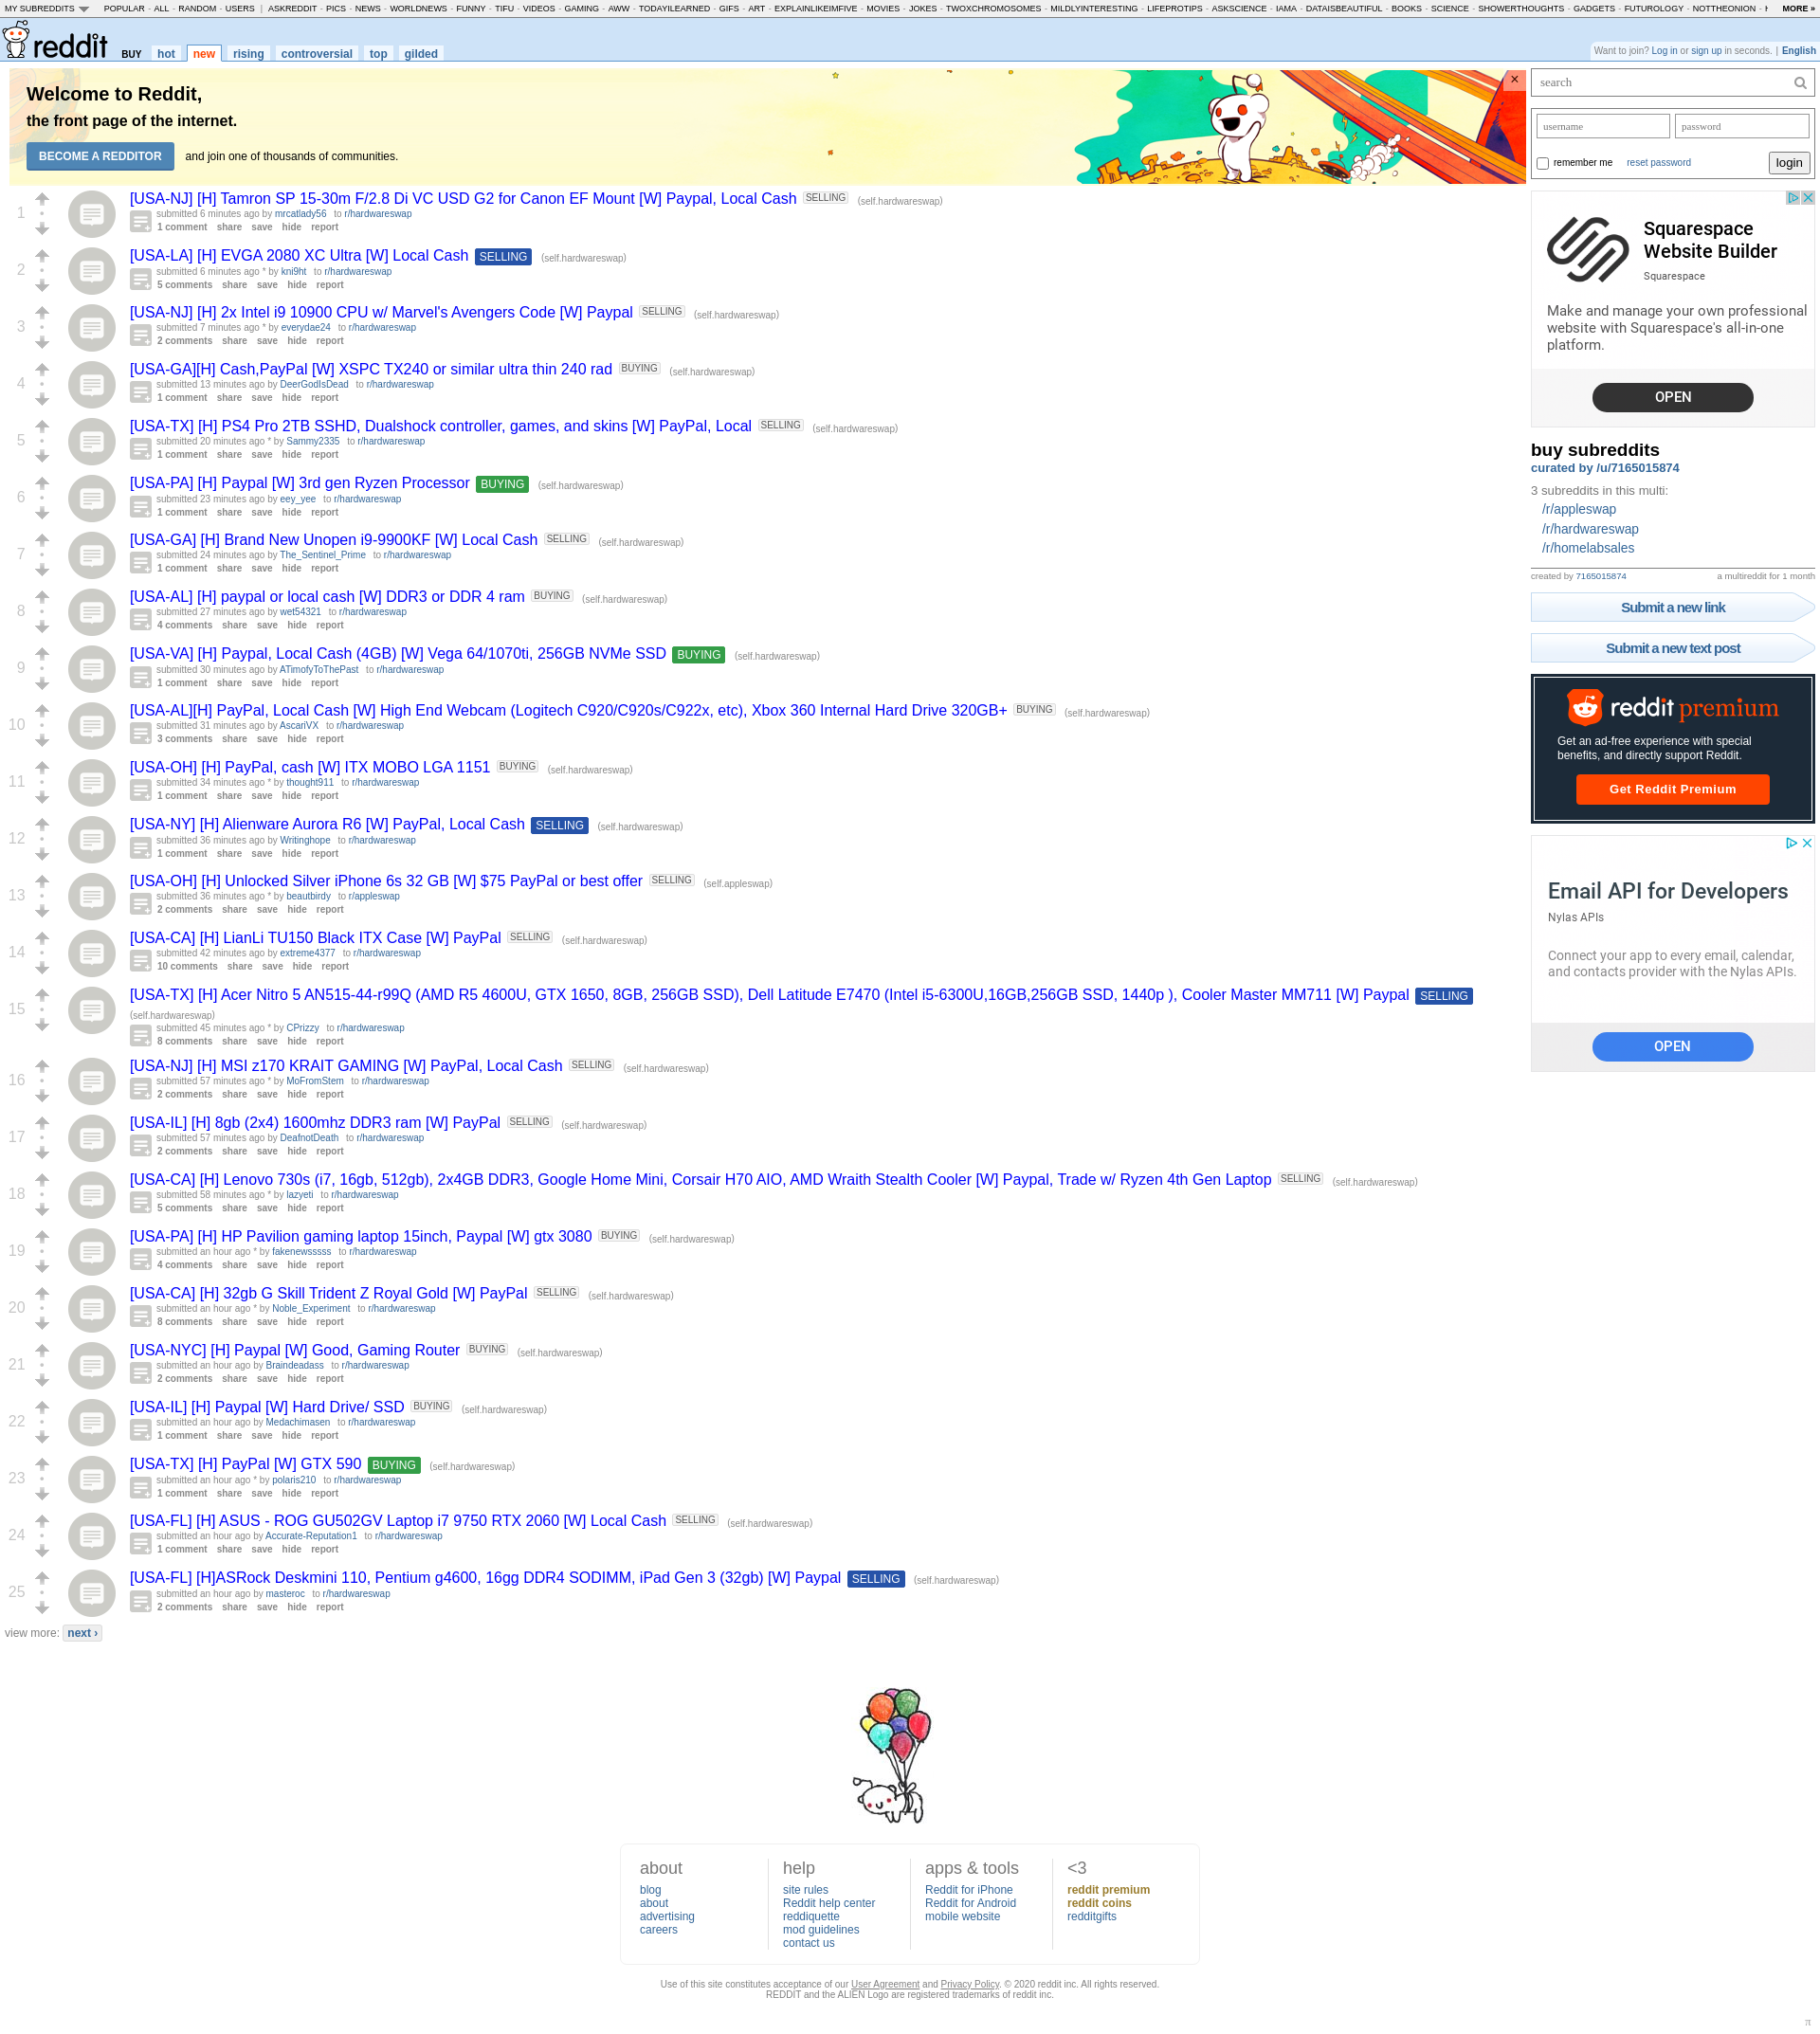 MY SUBREDDITS POPULAR - ALL - RANDOM - USERS | ASKREDDIT - PICS - NEWS - WORLDNEWS - FUNNY - TIFU - VIDEOS - GAMING - AWW - TODAYILEARNED - GIFS - ART - EXPLAINLIKEIMFIVE - MOVIES - JOKES - TWOXCHROMOSOMES - MILDLYINTERESTING - LIFEPROTIPS - ASKSCIENCE - IAMA - DATAISBEAUTIFUL - BOOKS - SCIENCE - SHOWERTHOUGHTS - GADGETS - FUTUROLOGY - NOTTHEONION - MORE »
reddit BUY hot new rising controversial top gilded
Want to join? Log in or sign up in seconds. | English
Welcome to Reddit,
the front page of the internet.
BECOME A REDDITOR and join one of thousands of communities.
×
1
[USA-NJ] [H] Tamron SP 15-30m F/2.8 Di VC USD G2 for Canon EF Mount [W] Paypal, Local Cash SELLING (self.hardwareswap)
submitted 6 minutes ago by mrcatlady56 to r/hardwareswap
1 comment share save hide report
2
[USA-LA] [H] EVGA 2080 XC Ultra [W] Local Cash SELLING (self.hardwareswap)
submitted 6 minutes ago * by kni9ht to r/hardwareswap
5 comments share save hide report
3
[USA-NJ] [H] 2x Intel i9 10900 CPU w/ Marvel's Avengers Code [W] Paypal SELLING (self.hardwareswap)
submitted 7 minutes ago * by everydae24 to r/hardwareswap
2 comments share save hide report
4
[USA-GA][H] Cash,PayPal [W] XSPC TX240 or similar ultra thin 240 rad BUYING (self.hardwareswap)
submitted 13 minutes ago by DeerGodIsDead to r/hardwareswap
1 comment share save hide report
5
[USA-TX] [H] PS4 Pro 2TB SSHD, Dualshock controller, games, and skins [W] PayPal, Local SELLING (self.hardwareswap)
submitted 20 minutes ago * by Sammy2335 to r/hardwareswap
1 comment share save hide report
6
[USA-PA] [H] Paypal [W] 3rd gen Ryzen Processor BUYING (self.hardwareswap)
submitted 23 minutes ago by eey_yee to r/hardwareswap
1 comment share save hide report
7
[USA-GA] [H] Brand New Unopen i9-9900KF [W] Local Cash SELLING (self.hardwareswap)
submitted 24 minutes ago by The_Sentinel_Prime to r/hardwareswap
1 comment share save hide report
8
[USA-AL] [H] paypal or local cash [W] DDR3 or DDR 4 ram BUYING (self.hardwareswap)
submitted 27 minutes ago by wet54321 to r/hardwareswap
4 comments share save hide report
9
[USA-VA] [H] Paypal, Local Cash (4GB) [W] Vega 64/1070ti, 256GB NVMe SSD BUYING (self.hardwareswap)
submitted 30 minutes ago by ATimofyToThePast to r/hardwareswap
1 comment share save hide report
10
[USA-AL][H] PayPal, Local Cash [W] High End Webcam (Logitech C920/C920s/C922x, etc), Xbox 360 Internal Hard Drive 320GB+ BUYING (self.hardwareswap)
submitted 31 minutes ago by AscariVX to r/hardwareswap
3 comments share save hide report
11
[USA-OH] [H] PayPal, cash [W] ITX MOBO LGA 1151 BUYING (self.hardwareswap)
submitted 34 minutes ago * by thought911 to r/hardwareswap
1 comment share save hide report
12
[USA-NY] [H] Alienware Aurora R6 [W] PayPal, Local Cash SELLING (self.hardwareswap)
submitted 36 minutes ago by Writinghope to r/hardwareswap
1 comment share save hide report
13
[USA-OH] [H] Unlocked Silver iPhone 6s 32 GB [W] $75 PayPal or best offer SELLING (self.appleswap)
submitted 36 minutes ago * by beautbirdy to r/appleswap
2 comments share save hide report
14
[USA-CA] [H] LianLi TU150 Black ITX Case [W] PayPal SELLING (self.hardwareswap)
submitted 42 minutes ago by extreme4377 to r/hardwareswap
10 comments share save hide report
15
[USA-TX] [H] Acer Nitro 5 AN515-44-r99Q (AMD R5 4600U, GTX 1650, 8GB, 256GB SSD), Dell Latitude E7470 (Intel i5-6300U,16GB,256GB SSD, 1440p ), Cooler Master MM711 [W] Paypal SELLING
(self.hardwareswap)
submitted 45 minutes ago * by CPrizzy to r/hardwareswap
8 comments share save hide report
16
[USA-NJ] [H] MSI z170 KRAIT GAMING [W] PayPal, Local Cash SELLING (self.hardwareswap)
submitted 57 minutes ago * by MoFromStem to r/hardwareswap
2 comments share save hide report
17
[USA-IL] [H] 8gb (2x4) 1600mhz DDR3 ram [W] PayPal SELLING (self.hardwareswap)
submitted 57 minutes ago by DeafnotDeath to r/hardwareswap
2 comments share save hide report
18
[USA-CA] [H] Lenovo 730s (i7, 16gb, 512gb), 2x4GB DDR3, Google Home Mini, Corsair H70 AIO, AMD Wraith Stealth Cooler [W] Paypal, Trade w/ Ryzen 4th Gen Laptop SELLING (self.hardwareswap)
submitted 58 minutes ago * by lazyeti to r/hardwareswap
5 comments share save hide report
19
[USA-PA] [H] HP Pavilion gaming laptop 15inch, Paypal [W] gtx 3080 BUYING (self.hardwareswap)
submitted an hour ago * by fakenewsssss to r/hardwareswap
4 comments share save hide report
20
[USA-CA] [H] 32gb G Skill Trident Z Royal Gold [W] PayPal SELLING (self.hardwareswap)
submitted an hour ago * by Noble_Experiment to r/hardwareswap
8 comments share save hide report
21
[USA-NYC] [H] Paypal [W] Good, Gaming Router BUYING (self.hardwareswap)
submitted an hour ago by Braindeadass to r/hardwareswap
2 comments share save hide report
22
[USA-IL] [H] Paypal [W] Hard Drive/ SSD BUYING (self.hardwareswap)
submitted an hour ago by Medachimasen to r/hardwareswap
1 comment share save hide report
23
[USA-TX] [H] PayPal [W] GTX 590 BUYING (self.hardwareswap)
submitted an hour ago * by polaris210 to r/hardwareswap
1 comment share save hide report
24
[USA-FL] [H] ASUS - ROG GU502GV Laptop i7 9750 RTX 2060 [W] Local Cash SELLING (self.hardwareswap)
submitted an hour ago by Accurate-Reputation1 to r/hardwareswap
1 comment share save hide report
25
[USA-FL] [H]ASRock Deskmini 110, Pentium g4600, 16gg DDR4 SODIMM, iPad Gen 3 (32gb) [W] Paypal SELLING (self.hardwareswap)
submitted an hour ago by masteroc to r/hardwareswap
2 comments share save hide report
view more: next ›
search
username password
remember me reset password login
Squarespace
Website Builder
Squarespace
Make and manage your own professional
website with Squarespace's all-in-one
platform.
OPEN
buy subreddits
curated by /u/7165015874
3 subreddits in this multi:
/r/appleswap
/r/hardwareswap
/r/homelabsales
created by 7165015874 a multireddit for 1 month
Submit a new link
Submit a new text post
reddit premium
Get an ad-free experience with special
benefits, and directly support Reddit.
Get Reddit Premium
Email API for Developers
Nylas APIs
Connect your app to every email, calendar,
and contacts provider with the Nylas APIs.
OPEN
about
blog
about
advertising
careers
help
site rules
Reddit help center
reddiquette
mod guidelines
contact us
apps & tools
Reddit for iPhone
Reddit for Android
mobile website
<3
reddit premium
reddit coins
redditgifts
Use of this site constitutes acceptance of our User Agreement and Privacy Policy. © 2020 reddit inc. All rights reserved.
REDDIT and the ALIEN Logo are registered trademarks of reddit inc.
π